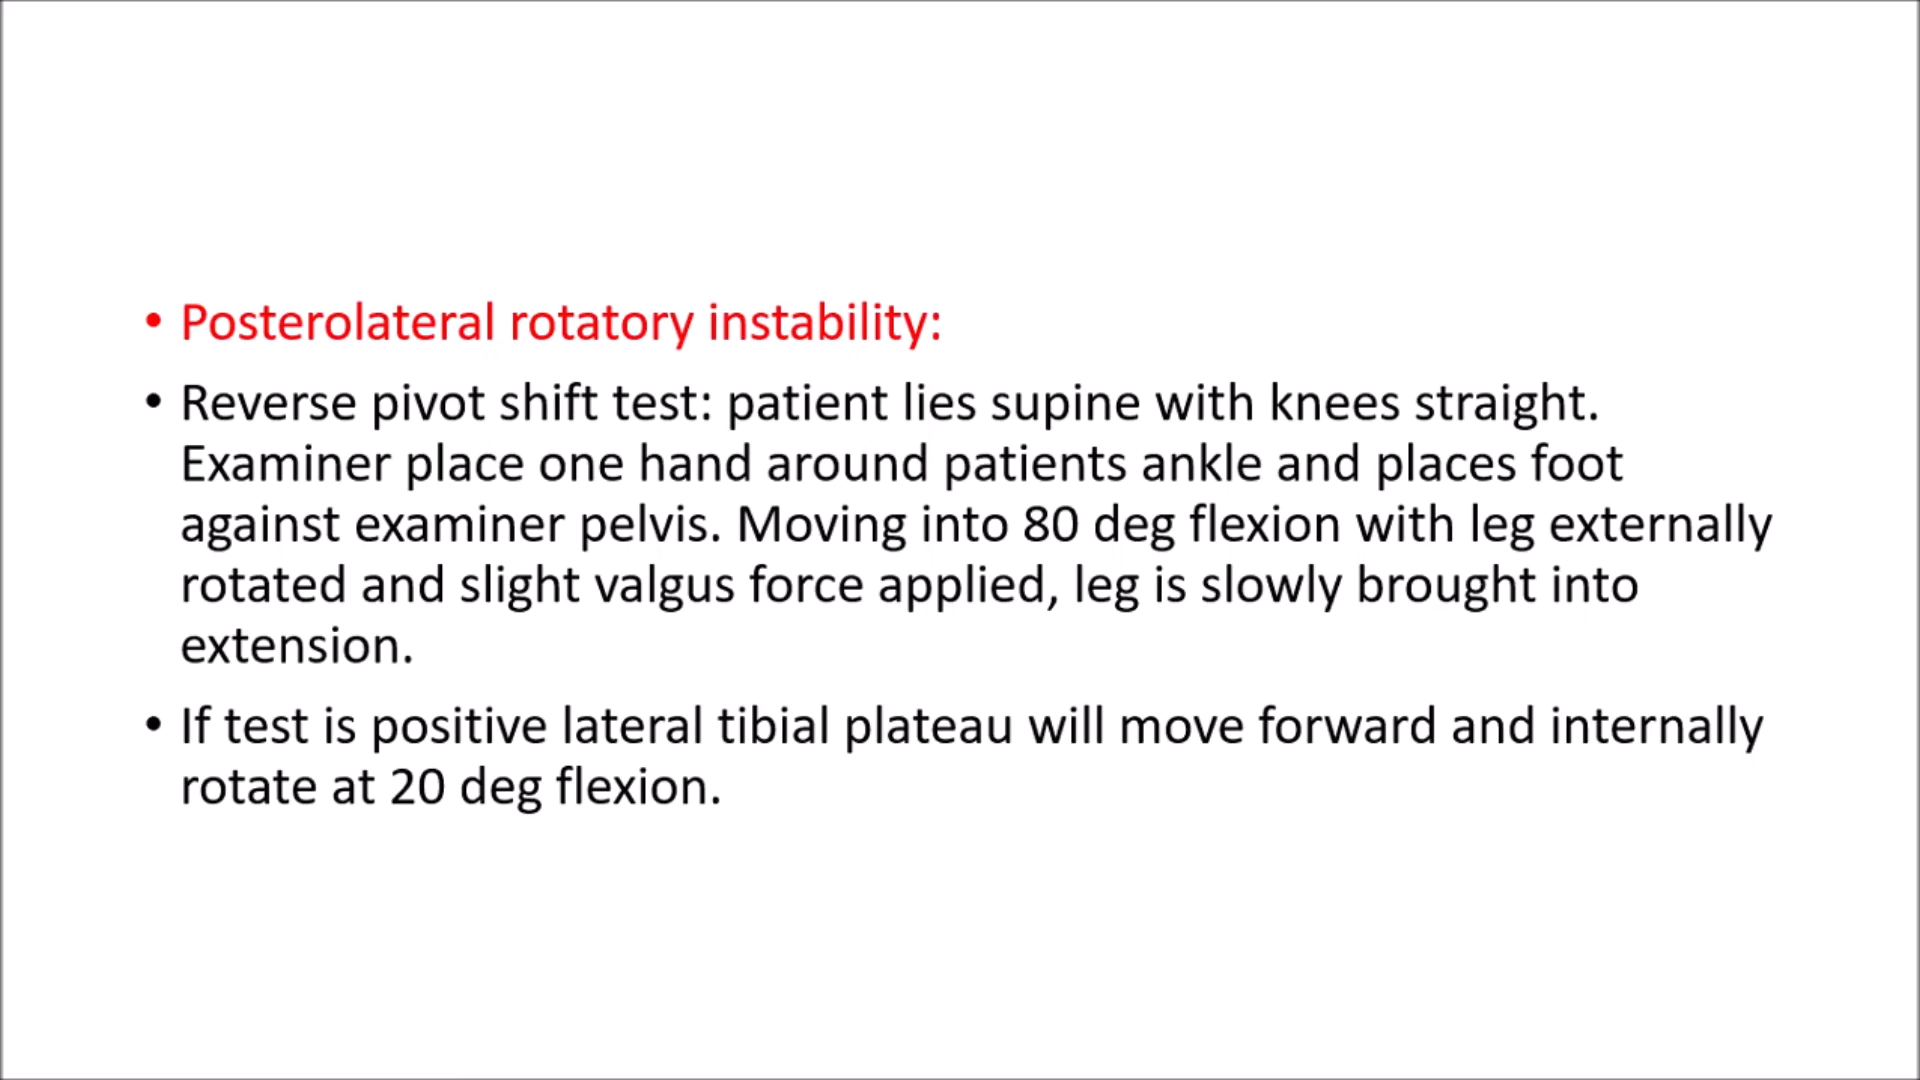 • Posterolateral rotatory instability:
• Reverse pivot shift test: patient lies supine with knees straight.
Examiner place one hand around patients ankle and places foot
against examiner pelvis. Moving into 80 deg flexion with leg externally
rotated and slight valgus force applied, leg is slowly brought into
extension.
• If test is positive lateral tibial plateau will move forward and internally
rotate at 20 deg flexion.